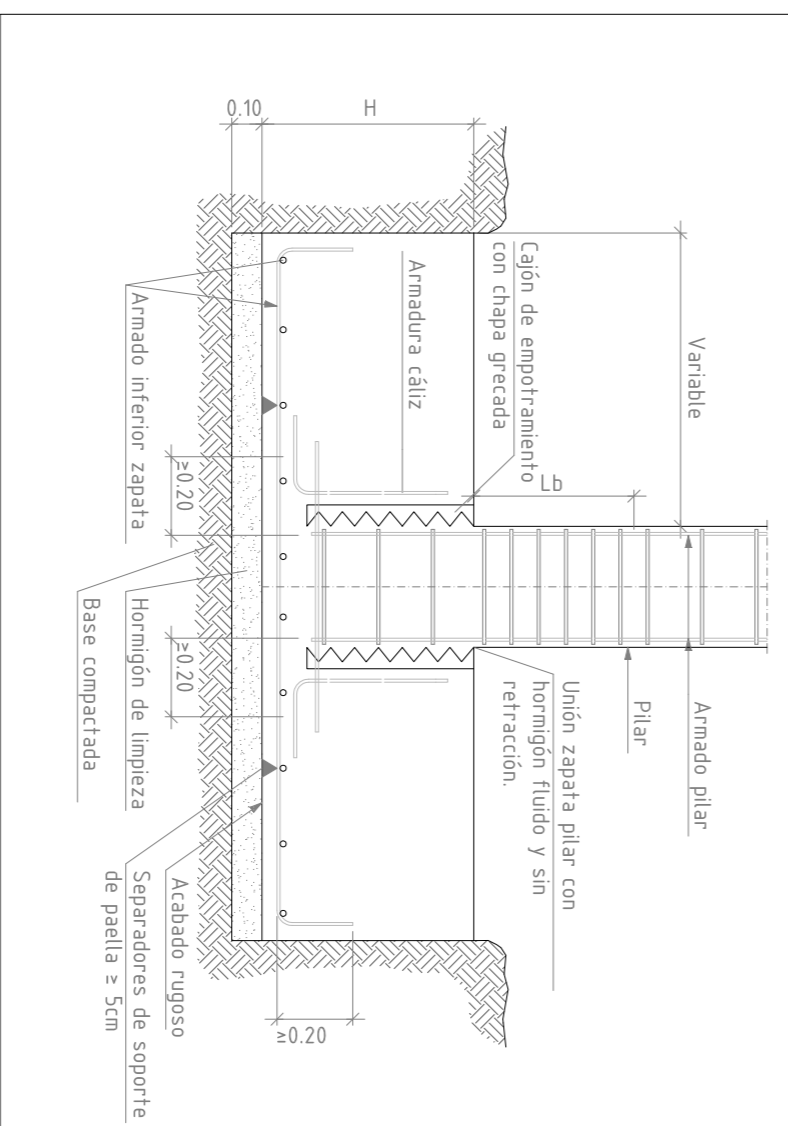 0.10
H
Variable
Cajón de empotramiento
con chapa grecada
Armadura cáliz
Lb
Armado pilar
Pilar
Unión zapata pilar con
hormigón fluido y sin
retracción.
Armado inferior zapata
≥0.20
≥0.20
Hormigón de limpieza
Base compactada
Acabado rugoso
Separadores de soporte
de paella ≥ 5cm
≥0.20